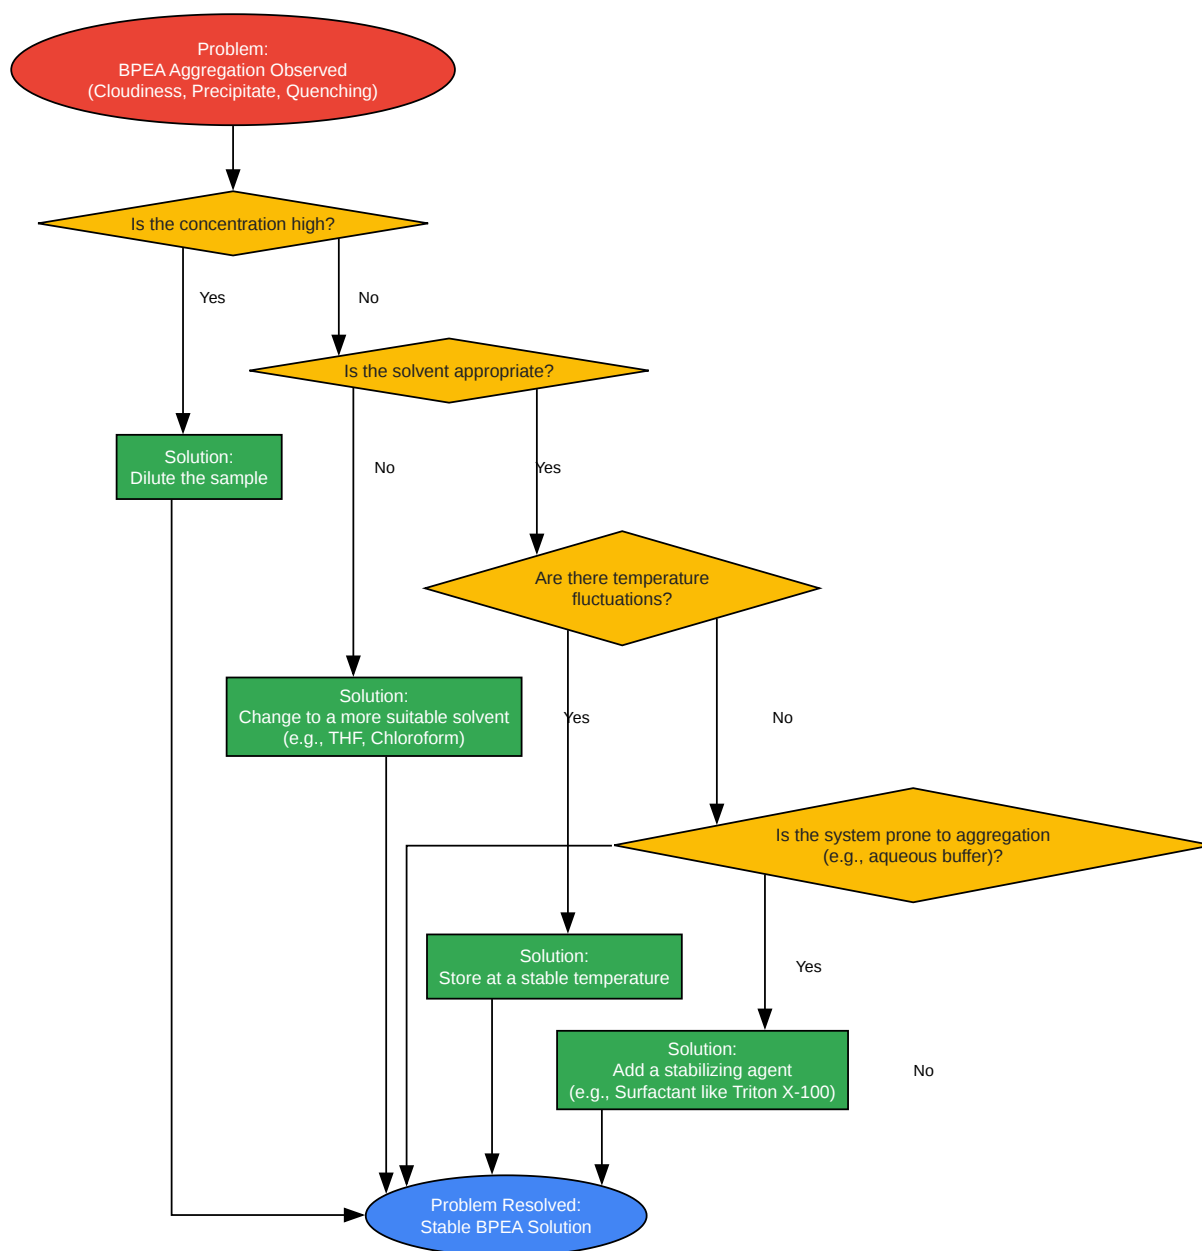 Problem:
BPEA Aggregation Observed
(Cloudiness, Precipitate, Quenching)
Is the concentration high?
Yes
No
Is the solvent appropriate?
Solution:
Dilute the sample
No
Yes
Are there temperature
fluctuations?
Solution:
Change to a more suitable solvent
(e.g., THF, Chloroform)
Yes
No
Is the system prone to aggregation
(e.g., aqueous buffer)?
Solution:
Store at a stable temperature
Yes
Solution:
Add a stabilizing agent
(e.g., Surfactant like Triton X-100)
No
Problem Resolved:
Stable BPEA Solution